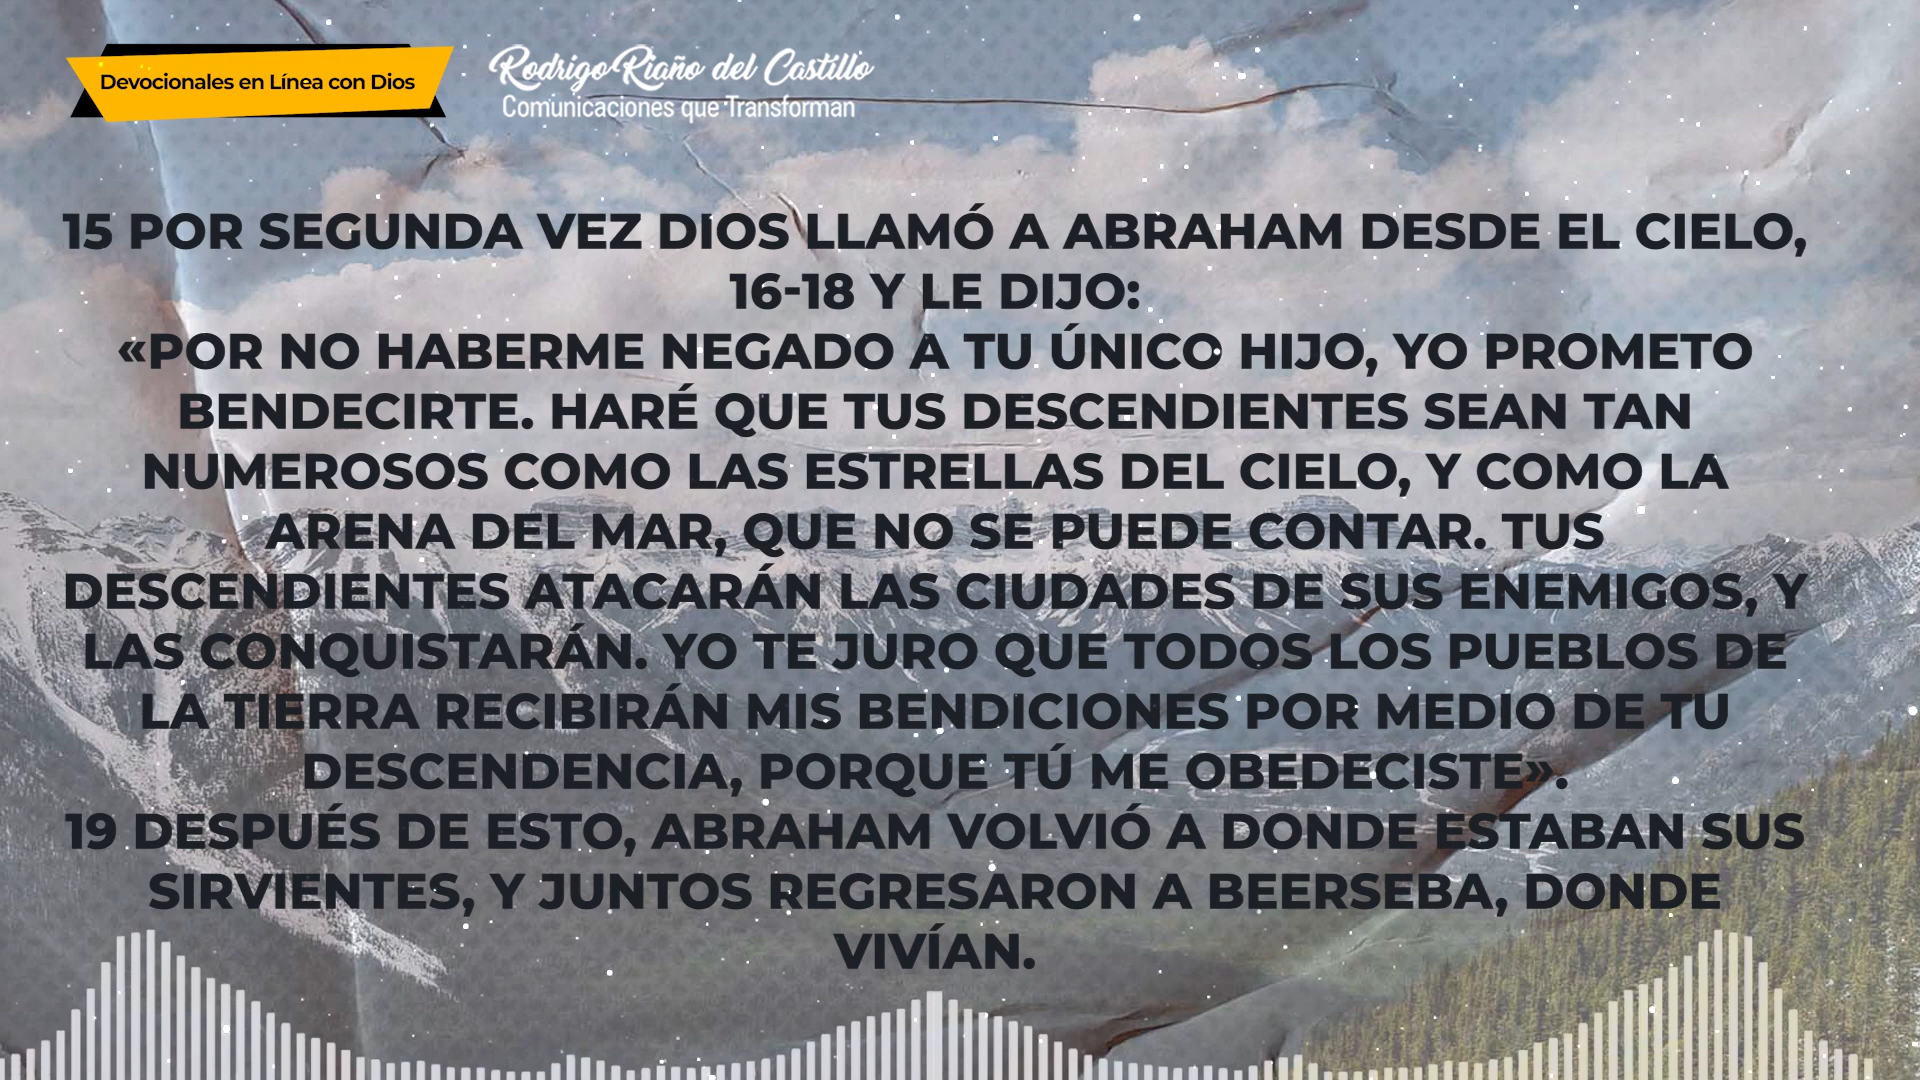 Devocionales en Línea con Dios
Rodrigo Riaño del Castillo
Comunicaciones que Transforman
15 POR SEGUNDA VEZ DIOS LLAMÓ A ABRAHAM DESDE EL CIELO,
16-18 Y LE DIJO:
«POR NO HABERME NEGADO A TU ÚNICO HIJO, YO PROMETO
BENDECIRTE. HARÉ QUE TUS DESCENDIENTES SEAN TAN
NUMEROSOS COMO LAS ESTRELLAS DEL CIELO, Y COMO LA
ARENA DEL MAR, QUE NO SE PUEDE CONTAR. TUS
DESCENDIENTES ATACARÁN LAS CIUDADES DE SUS ENEMIGOS, Y
LAS CONQUISTARÁN. YO TE JURO QUE TODOS LOS PUEBLOS DE
LA TIERRA RECIBIRÁN MIS BENDICIONES POR MEDIO DE TU
DESCENDENCIA, PORQUE TÚ ME OBEDECISTE».
19 DESPUÉS DE ESTO, ABRAHAM VOLVIÓ A DONDE ESTABAN SUS
SIRVIENTES, Y JUNTOS REGRESARON A BEERSEBA, DONDE
VIVÍAN.